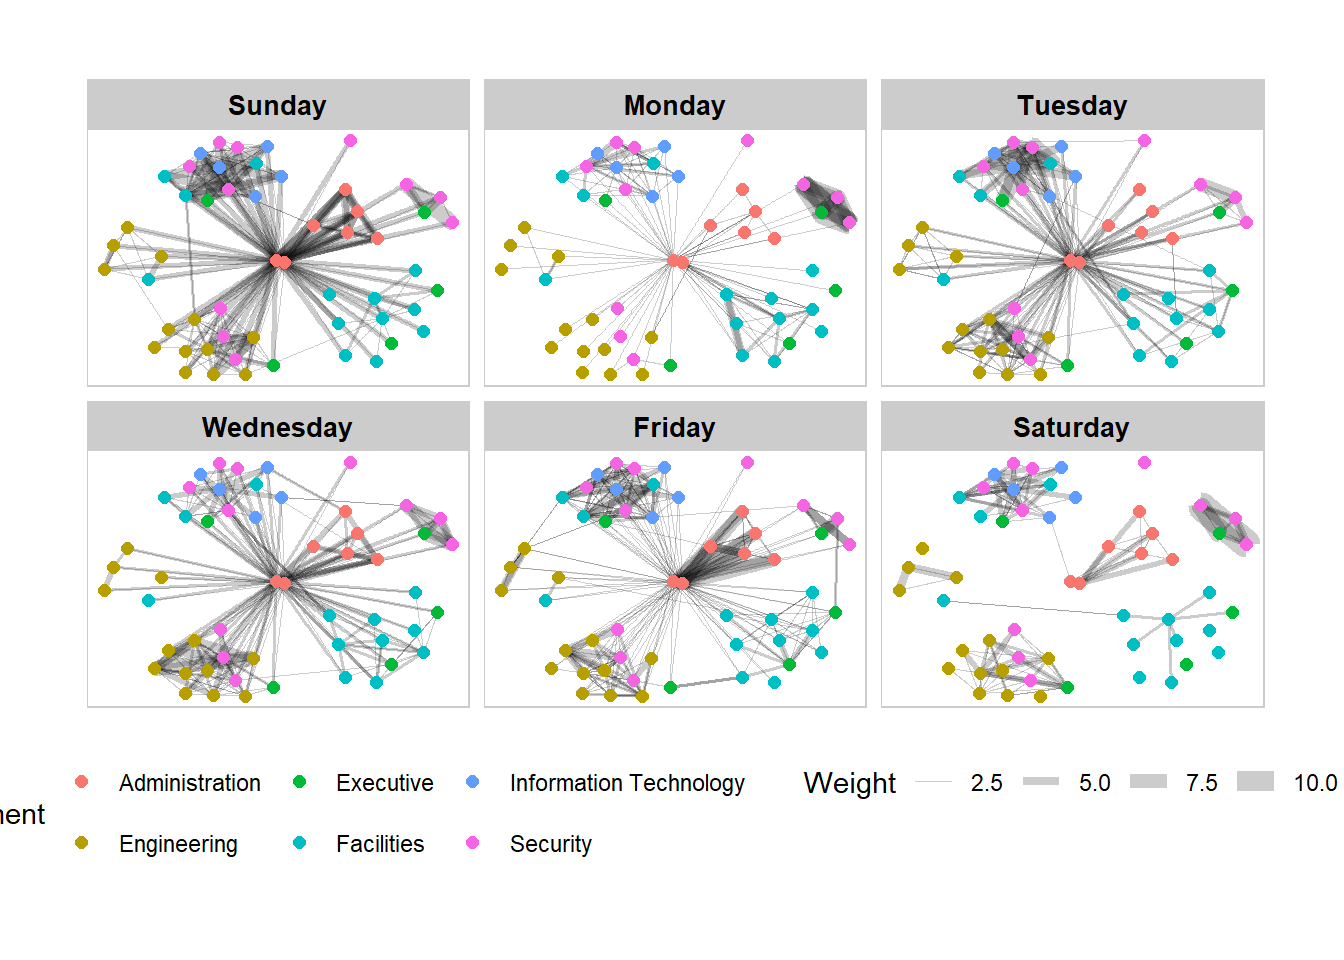 Sunday Monday Tuesday
Wednesday Friday Saturday
Administration Executive Information Technology Weight 2.5 5.0 7.5 10.0
Engineering Facilities Security